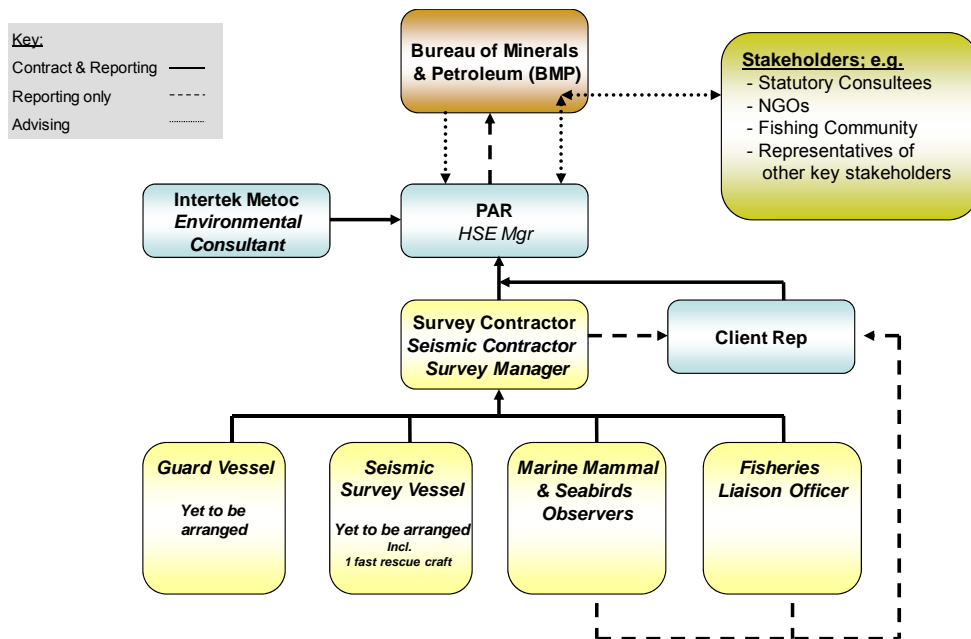 Key:
Contract & Reporting
Reporting only
Advising
Bureau of Minerals
& Petroleum (BMP)
Stakeholders; e.g.
- Statutory Consultees
- NGOs
- Fishing Community
- Representatives of
other key stakeholders
Intertek Metoc
Environmental
Consultant
PAR
HSE Mgr
Survey Contractor
Seismic Contractor
Survey Manager
Client Rep
Guard Vessel
Yet to be
arranged
Seismic
Survey Vessel
Yet to be arranged
Incl.
1 fast rescue craft
Marine Mammal
& Seabirds
Observers
Fisheries
Liaison Officer